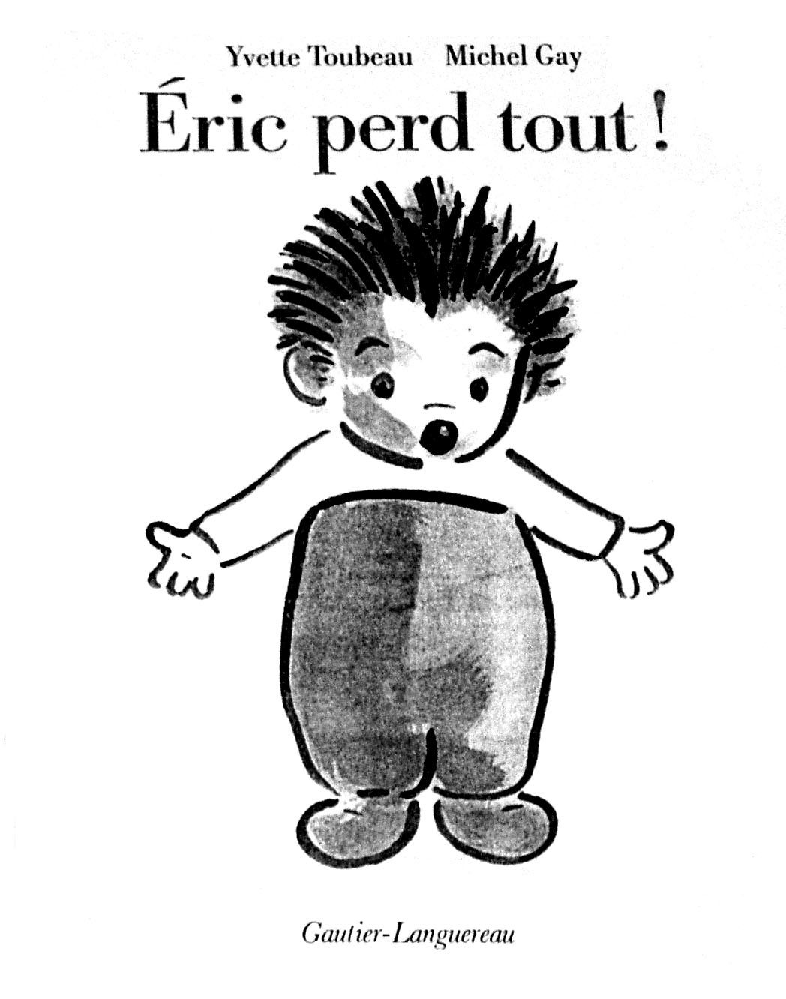 Yvette Toubeau Michel Gay
Éric perd tout !
Gautier-Languereau